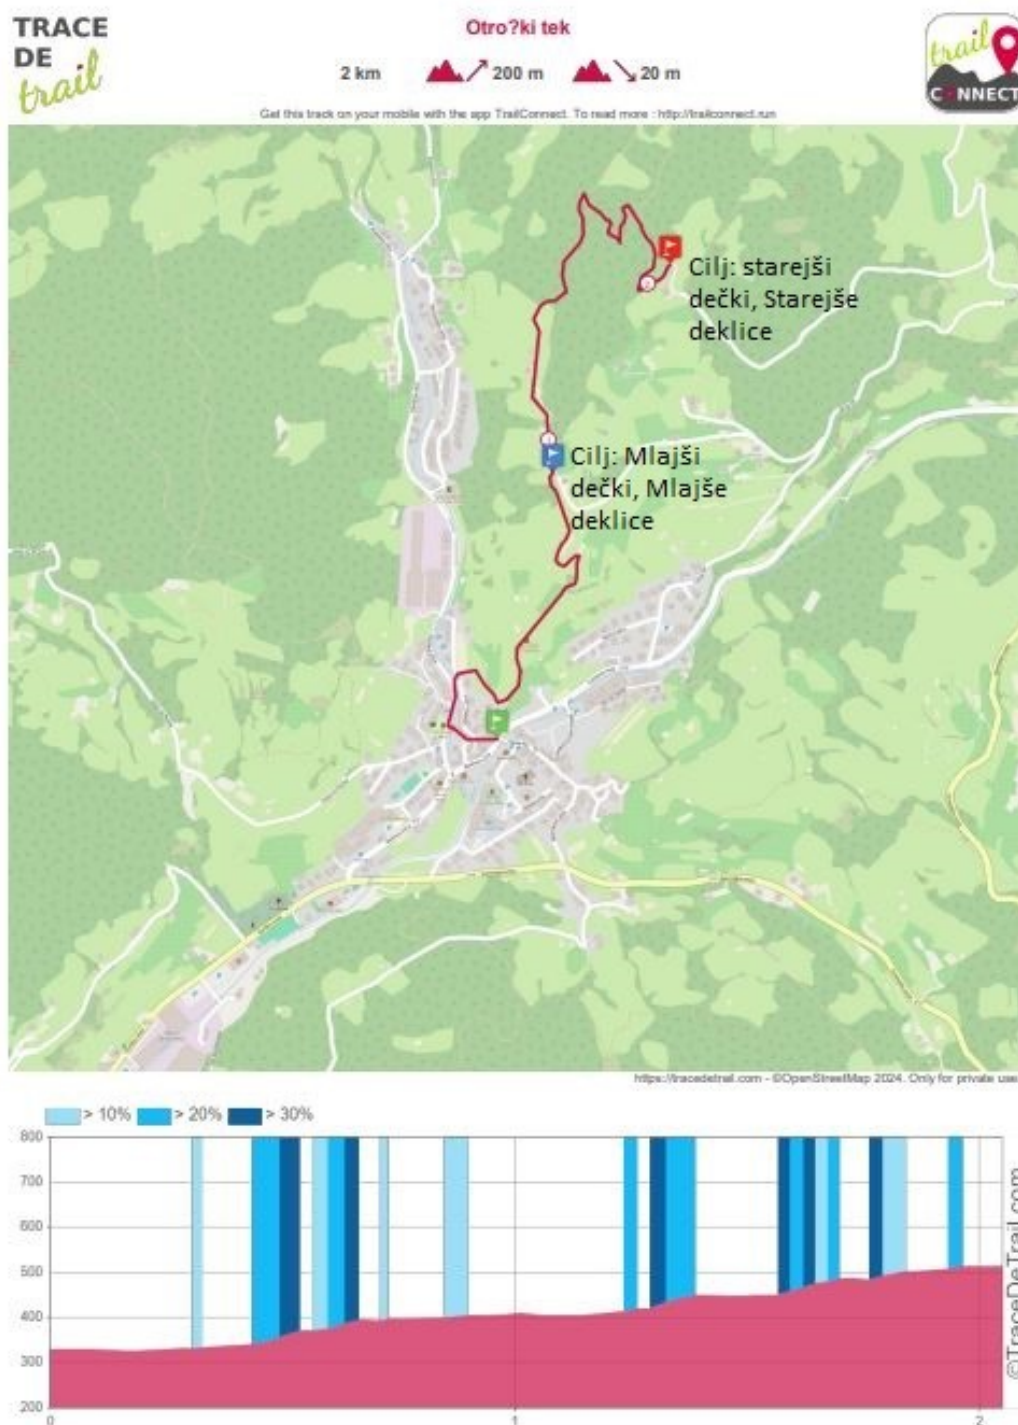 TRACE
DE
trail
Otro?ki tek
2 km
200 m
20 m
trail
CONNECT
Get this track on your mobile with the app TrailConnect. To read more : http://trailconnect.run
Cilj: starejši
dečki, Starejše
deklice
2
1
Cilj: Mlajši
dečki, Mlajše
deklice
https://tracedetrail.com - ©OpenStreetMap 2024. Only for private use
> 10%
> 20%
> 30%
800
700
600
500
400
300
200
0
1
2
©TraceDeTrail.com